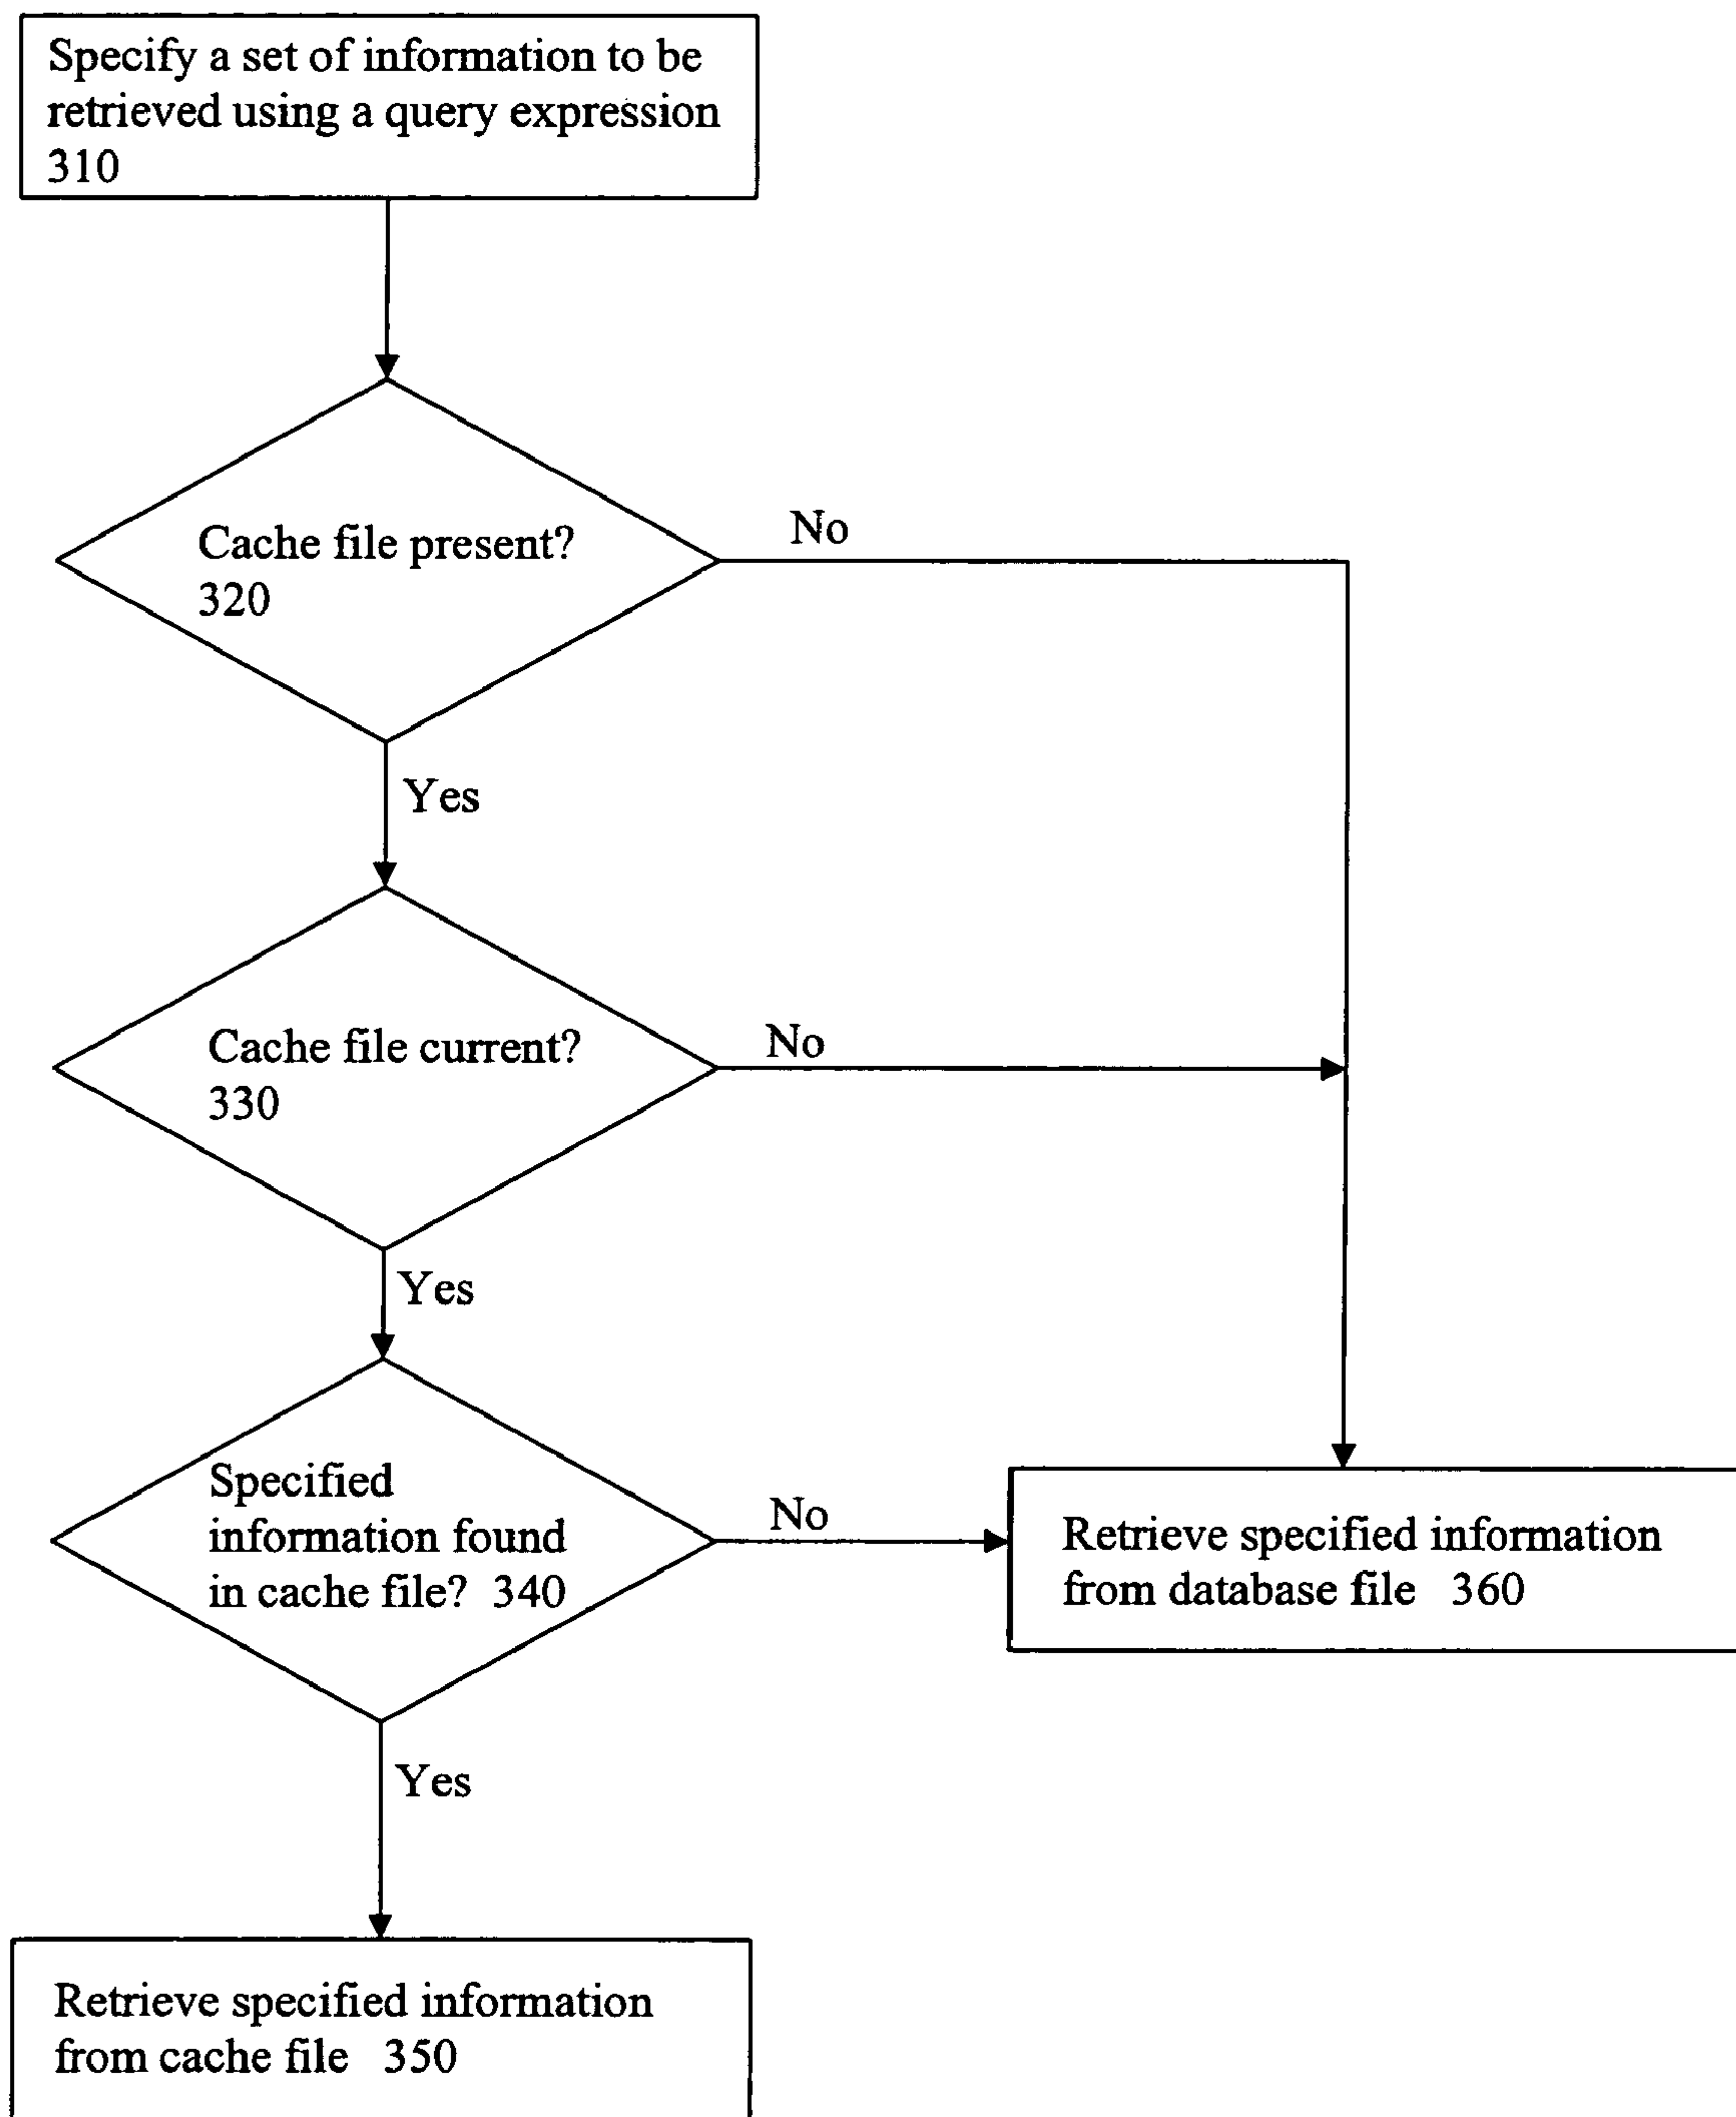 Specify a set of information to be
retrieved using a query expression
310
Cache file present?
320
No
Yes
Cache file current?
330
No
Yes
Specified
information found
in cache file? 340
No
Retrieve specified information
from database file 360
Yes
Retrieve specified information
from cache file 350